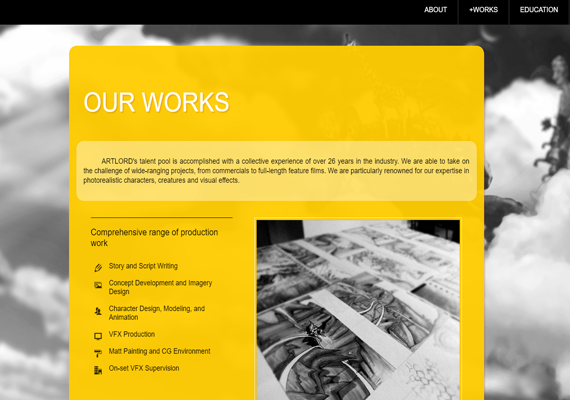 ABOUT +WORKS EDUCATION
OUR WORKS
ARTLORD's talent pool is accomplished with a collective experience of over 26 years in the industry. We are able to take on
the challenge of wide-ranging projects, from commercials to full-length feature films. We are particularly renowned for our expertise in
photorealistic characters, creatures and visual effects.
Comprehensive range of production
work
Story and Script Writing
Concept Development and Imagery
Design
Character Design, Modeling, and
Animation
VFX Production
Matt Painting and CG Environment
On-set VFX Supervision